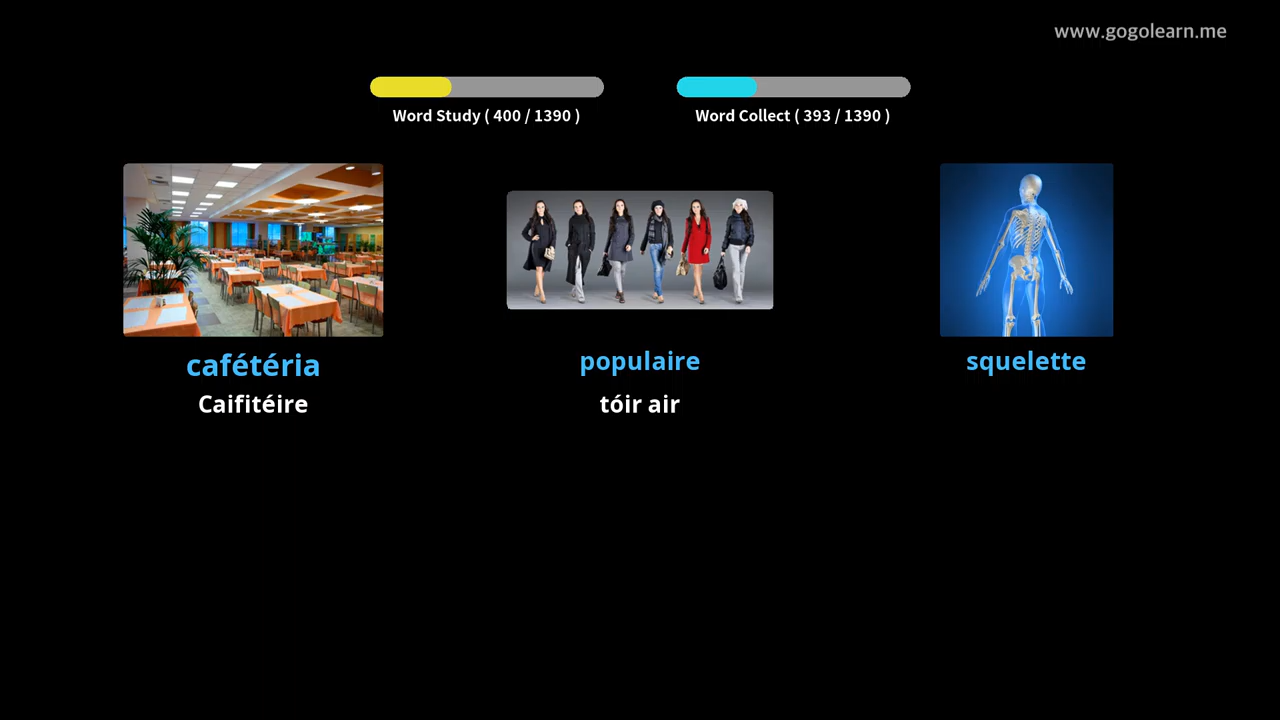 www.gogolearn.me
Word Study ( 400 / 1390 )
Word Collect ( 393 / 1390 )
cafétéria
Caifitéire
populaire
tóir air
squelette